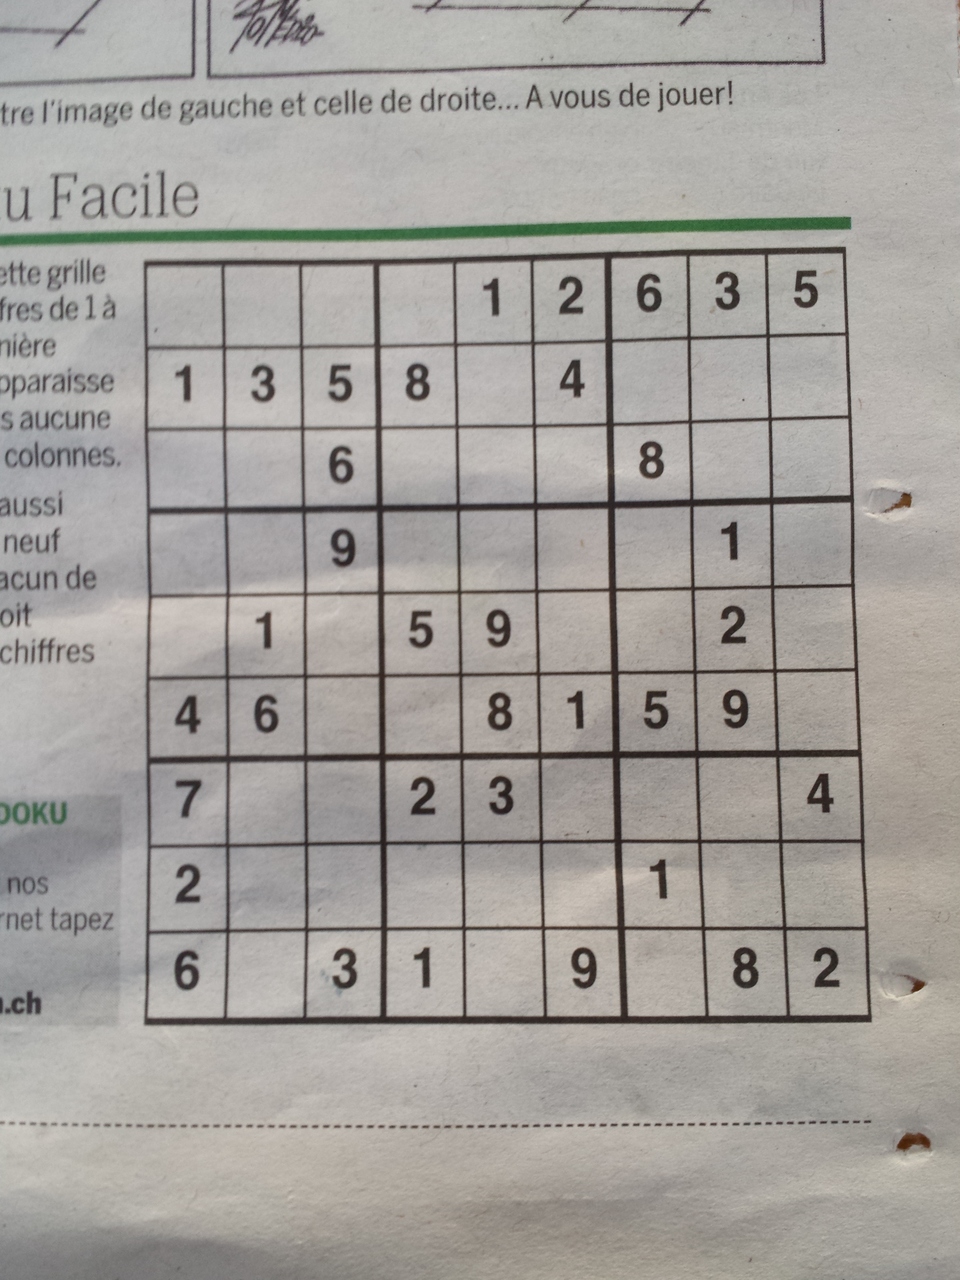 tre l'image de gauche et celle de droite... A vous de jouer!
u Facile
ette grille
fres de 1 à
nière
pparaisse
s aucune
colonnes.
aussi
neuf
acun de
oit
chiffres
DOKU
nos
rnet tapez
.ch
1 2 6 3 5
1 3 5 8 4
6 8
9 1
1 5 9 2
4 6 8 1 5 9
7 2 3 4
2 1
6 3 1 9 8 2